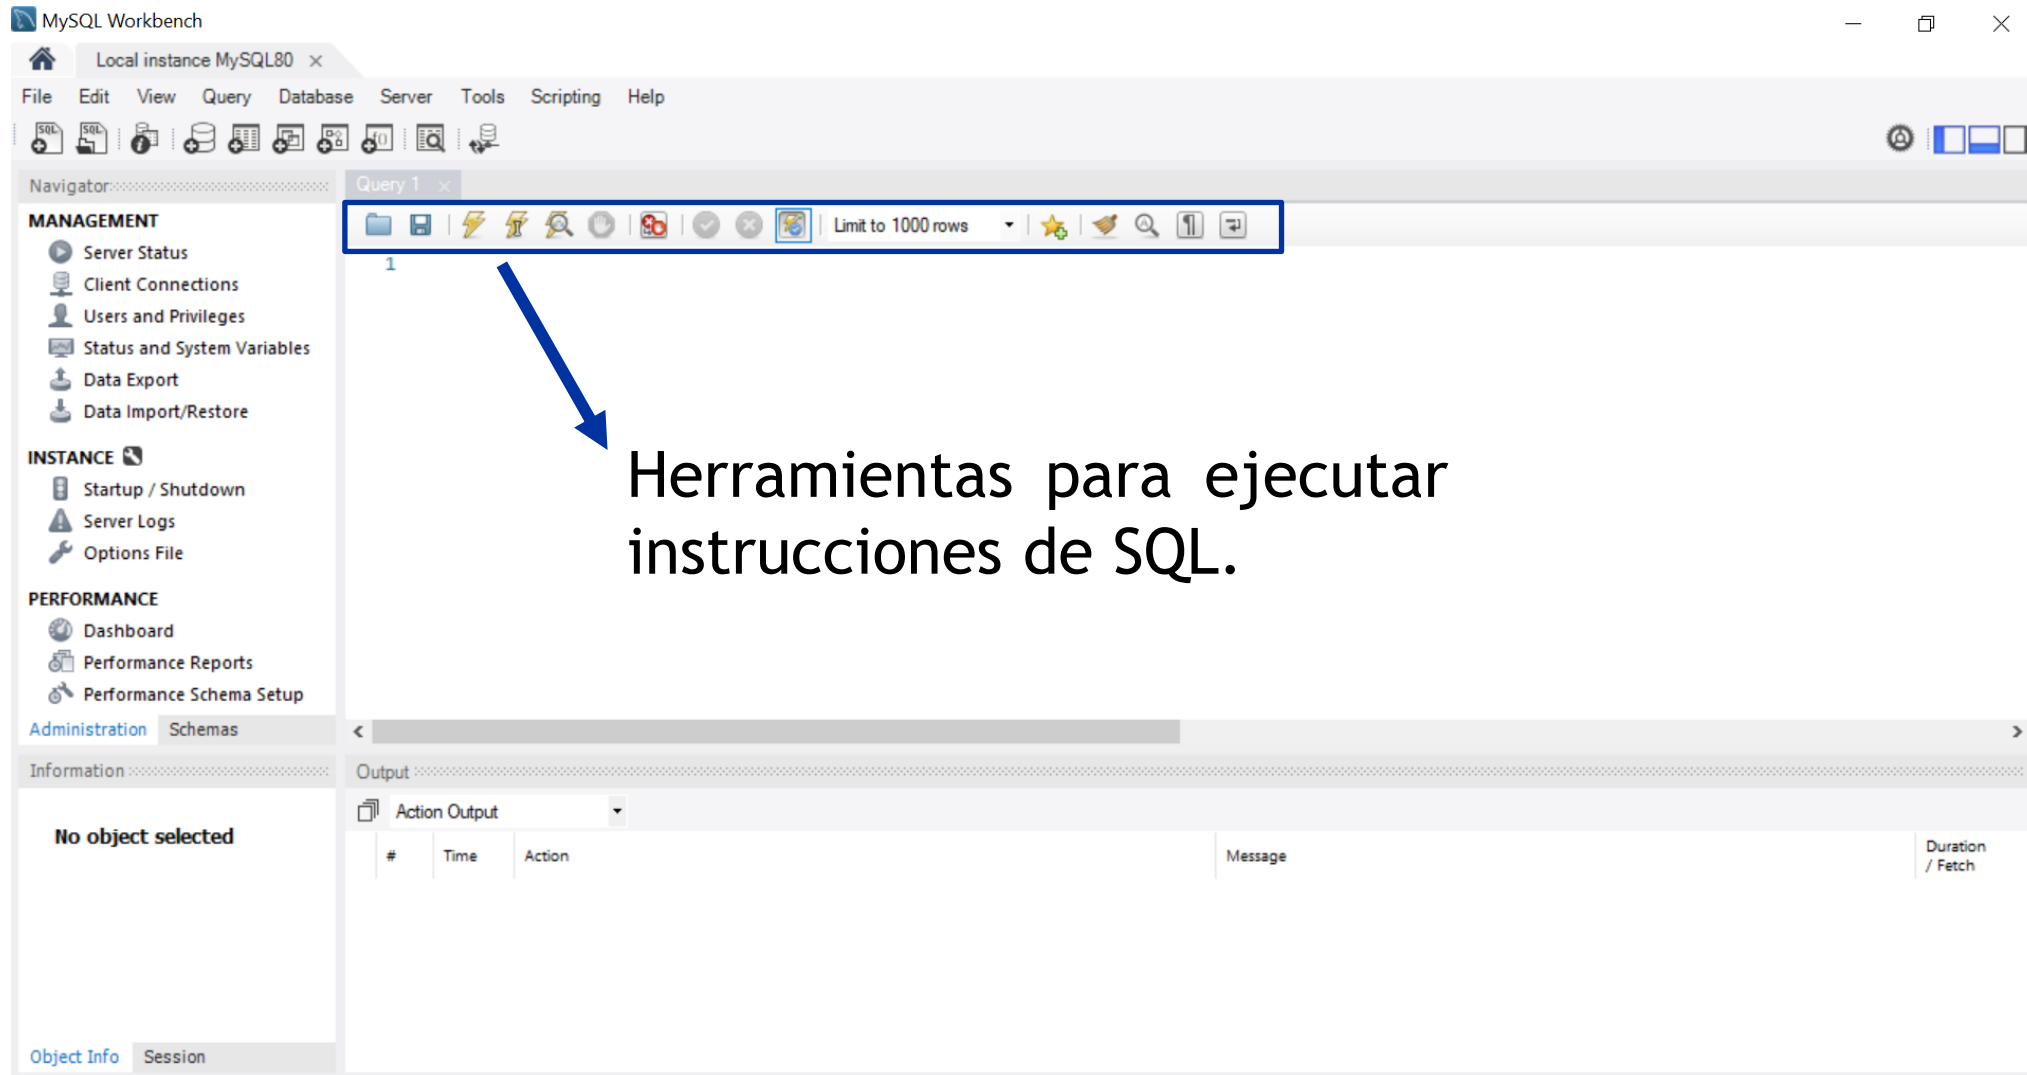 MySQL Workbench
Local instance MySQL80
File Edit View Query Database Server Tools Scripting Help
SQL SQL
Navigator
Query 1
MANAGEMENT
Limit to 1000 rows
Server Status
1
Client Connections
Users and Privileges
Status and System Variables
Data Export
Data Import/Restore
INSTANCE
Startup / Shutdown
Server Logs
Options File
Herramientas para ejecutar
instrucciones de SQL.
PERFORMANCE
Dashboard
Performance Reports
Performance Schema Setup
Administration Schemas
Information
Output
No object selected
Action Output
# Time Action Message Duration
/ Fetch
Object Info Session